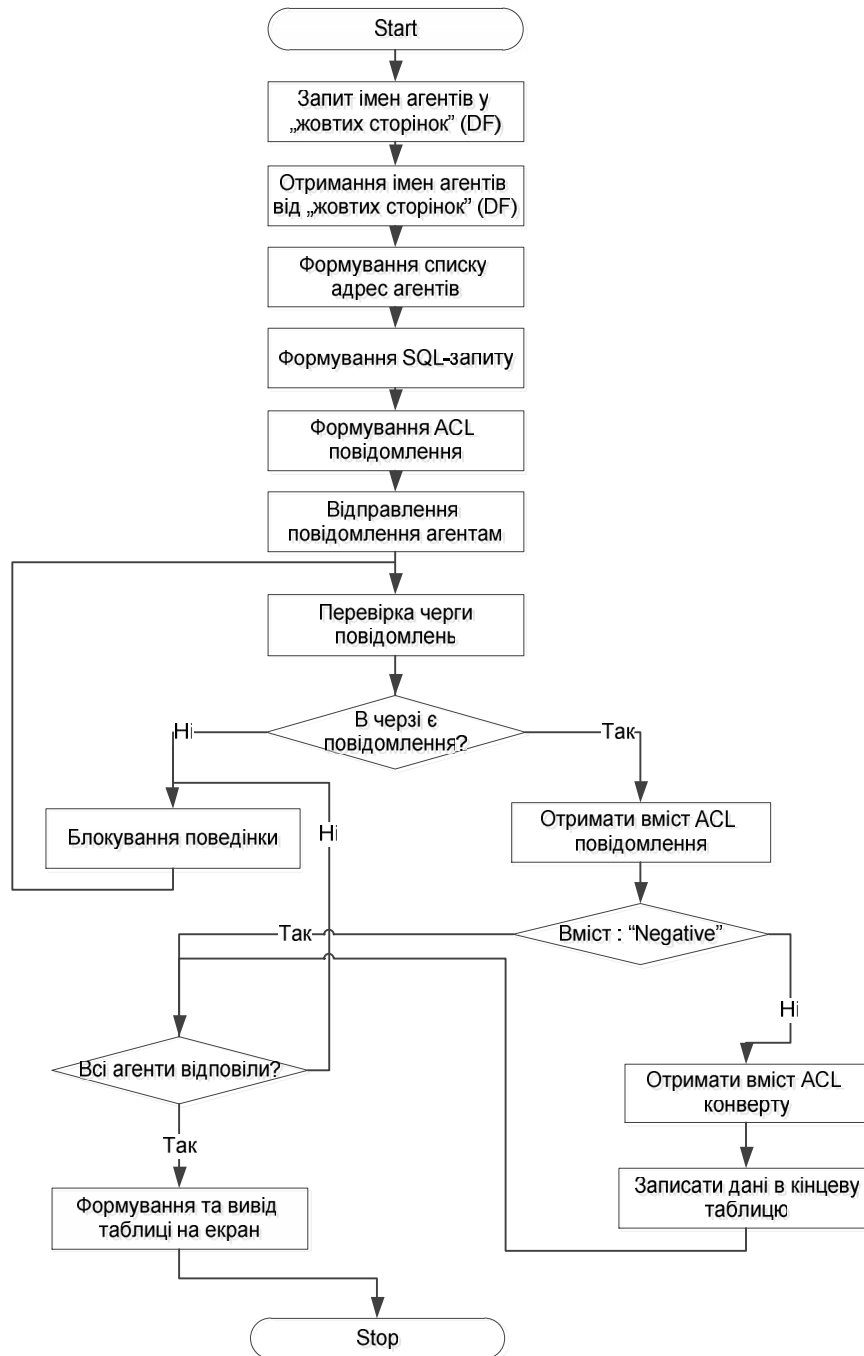 Start
Запит імен агентів у
„жовтих сторінок” (DF)
Отримання імен агентів
від „жовтих сторінок” (DF)
Формування списку
адрес агентів
Формування SQL-запиту
Формування ACL
повідомлення
Відправлення
повідомлення агентам
Перевірка черги
повідомлень
В черзі є
повідомлення?
Ні
Так
Блокування поведінки
Ні
Отримати вміст ACL
повідомлення
Вміст : “Negative”
Так
Ні
Всі агенти відповіли?
Отримати вміст ACL
конверту
Так
Записати дані в кінцеву
таблицю
Формування та вивід
таблиці на екран
Stop